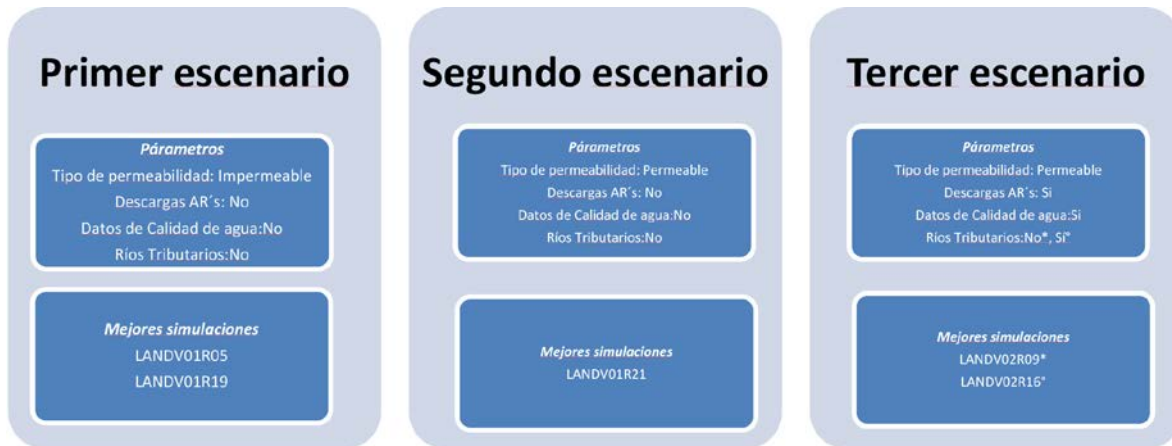 Primer escenario
Párametros
Tipo de permeabilidad: Impermeable
Descargas AR´s: No
Datos de Calidad de agua:No
Ríos Tributarios:No
Mejores simulaciones
LANDV01R05
LANDV01R19
Segundo escenario
Párametros
Tipo de permeabilidad: Permeable
Descargas AR´s: No
Datos de Calidad de agua:No
Ríos Tributarios:No
Mejores simulaciones
LANDV01R21
Tercer escenario
Párametros
Tipo de permeabilidad: Permeable
Descargas AR´s: Si
Datos de Calidad de agua:Si
Ríos Tributarios:No*, Sí°
Mejores simulaciones
LANDV02R09*
LANDV02R16°